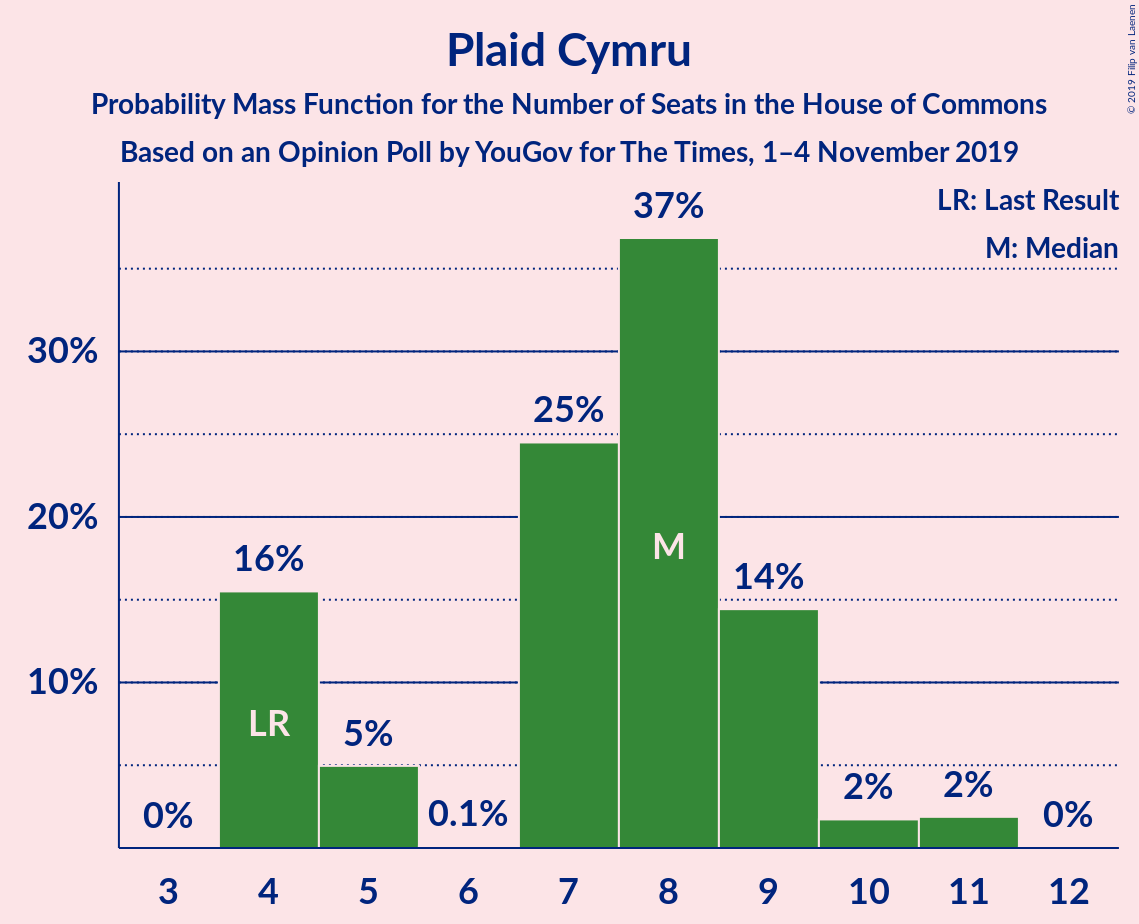 Plaid Cymru
Probability Mass Function for the Number of Seats in the House of Commons
Based on an Opinion Poll by YouGov for The Times, 1–4 November 2019
© 2019 Filip van Laenen
LR: Last Result
M: Median
30%
20%
10%
0%
16%
5%
0.1%
25%
37%
14%
2%
2%
0%
LR
M
3 4 5 6 7 8 9 10 11 12